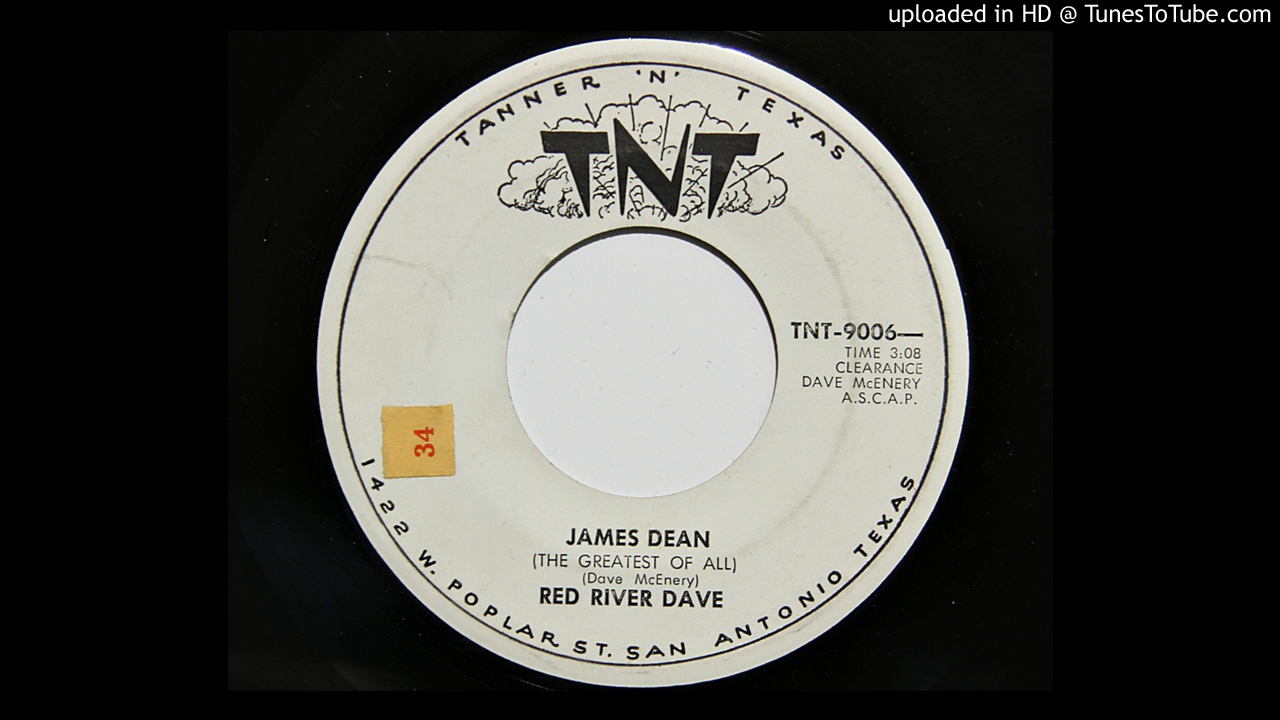 uploaded in HD @ TunesToTube.com
TANNER 'N' TEXAS
TNT
TNT-9006—
TIME 3:08
CLEARANCE
DAVE McENERY
A.S.C.A.P.
34
JAMES DEAN
(THE GREATEST OF ALL)
(Dave McEnery)
RED RIVER DAVE
1422 W. POPLAR ST. SAN ANTONIO TEXAS